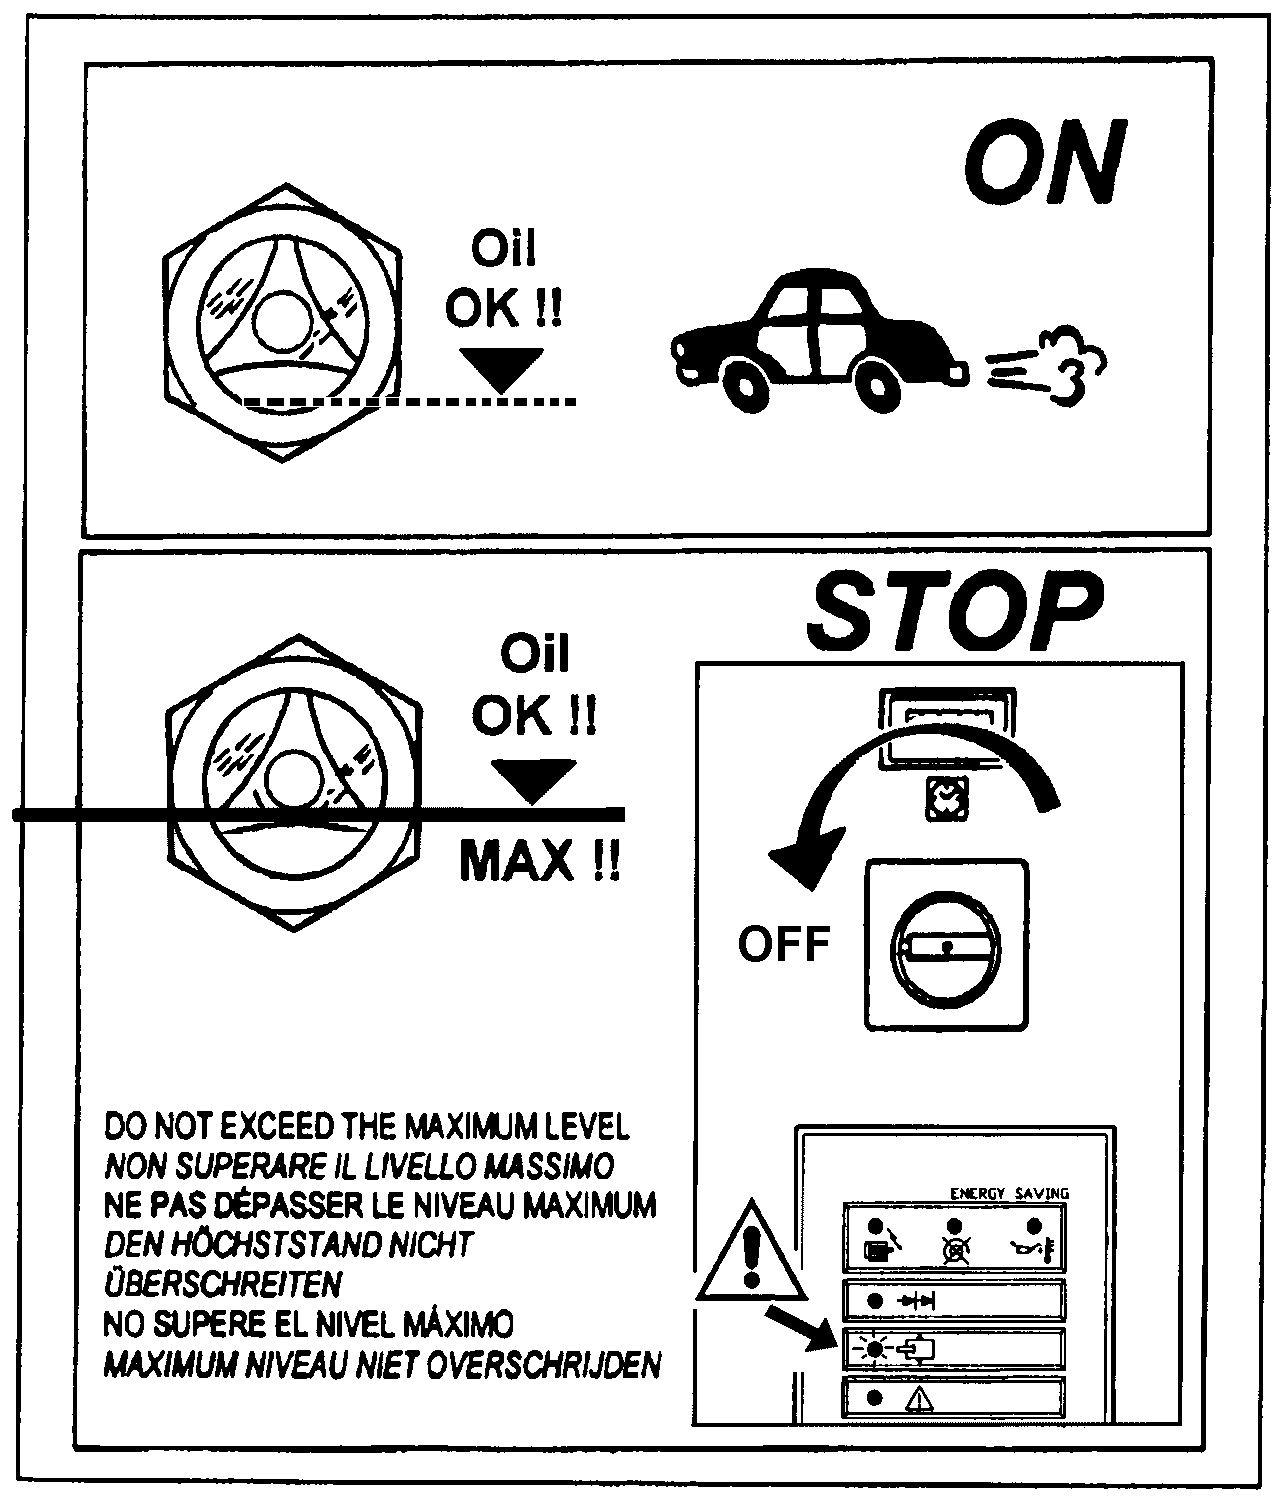 ON
Oil
OK !!
STOP
Oil
OK !!
MAX !!
OFF
DO NOT EXCEED THE MAXIMUM LEVEL
NON SUPERARE IL LIVELLO MASSIMO
NE PAS DÉPASSER LE NIVEAU MAXIMUM
DEN HÖCHSTSTAND NICHT
ÜBERSCHREITEN
NO SUPERE EL NIVEL MÁXIMO
MAXIMUM NIVEAU NIET OVERSCHRIJDEN
ENERGY SAVING